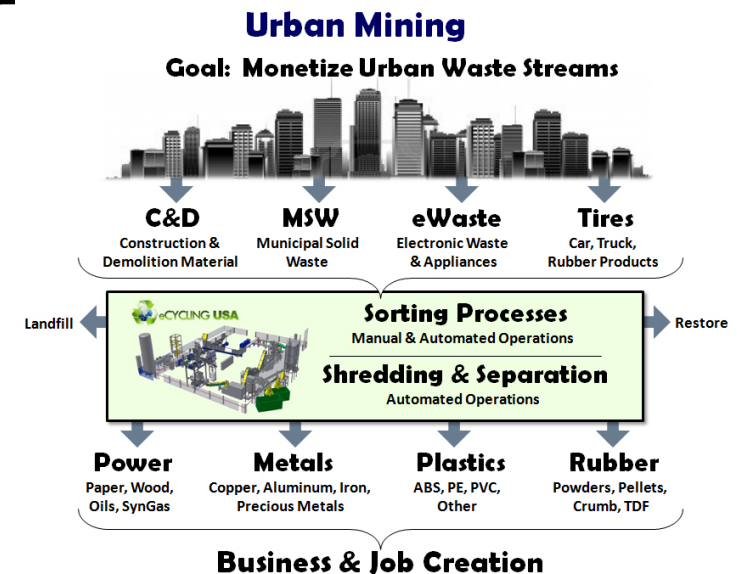 Urban Mining
Goal: Monetize Urban Waste Streams
C&D
Construction &
Demolition Material
MSW
Municipal Solid
Waste
eWaste
Electronic Waste
& Appliances
Tires
Car, Truck,
Rubber Products
Landfill
eCYCLING USA
Sorting Processes
Manual & Automated Operations
Shredding & Separation
Automated Operations
Restore
Power
Paper, Wood,
Oils, SynGas
Metals
Copper, Aluminum, Iron,
Precious Metals
Plastics
ABS, PE, PVC,
Other
Rubber
Powders, Pellets,
Crumb, TDF
Business & Job Creation